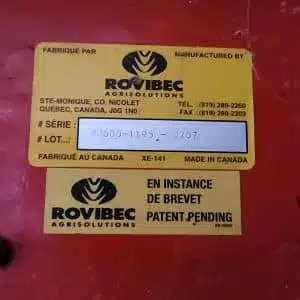 FABRIQUÉ PAR MANUFACTURED BY
ROVIBEC
AGRISOLUTIONS
STE-MONIQUE, CO. NICOLET
QUÉBEC, CANADA, J0G 1N0
TÉL.: (819) 289-2260
FAX : (819) 289-2203
# SÉRIE :
# LOT..:
FABRIQUÉ AU CANADA XE-141 MADE IN CANADA
ROVIBEC
AGRISOLUTIONS
EN INSTANCE
DE BREVET
PATENT PENDING